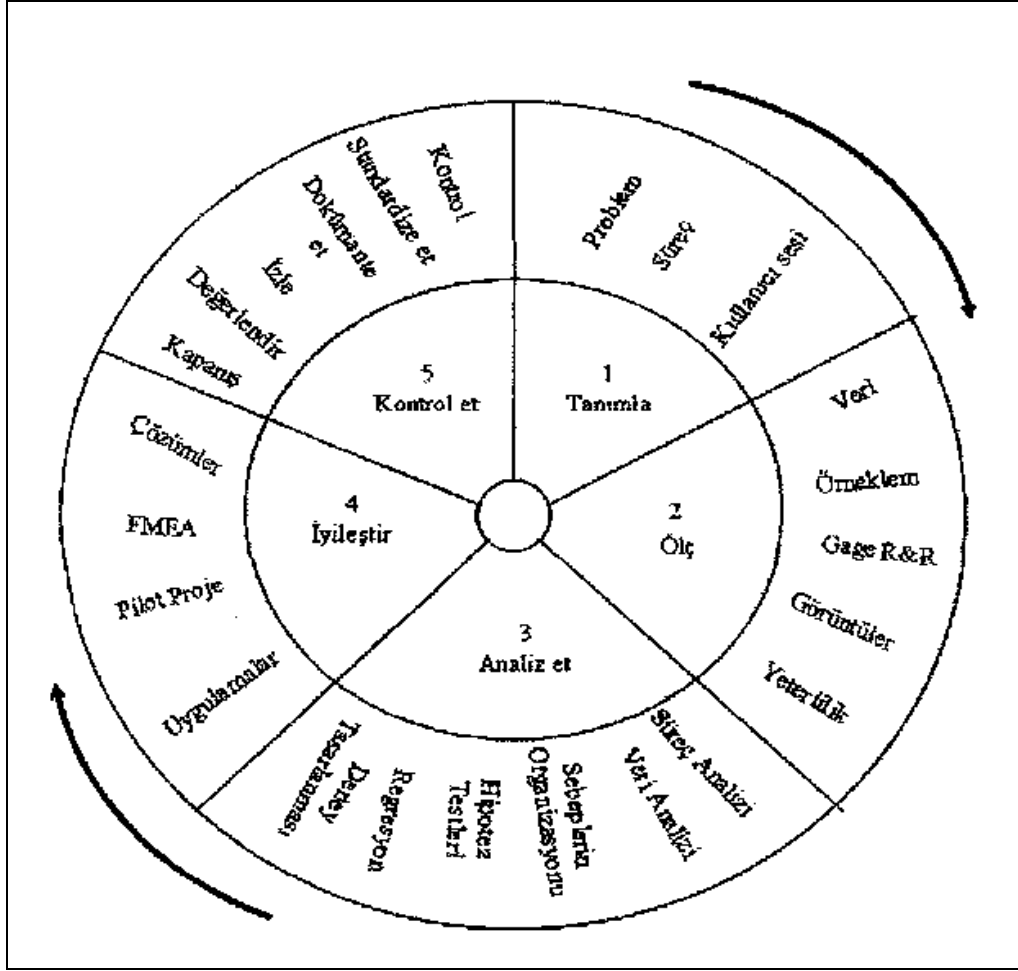 1
Tanımla
Problem
Süreç
Kullanıcı sesi
2
Ölç
Veri
Örneklem
Gage R&R
Görüntüler
Yeterlilik
3
Analiz et
Süreç Analizi
Veri Analizi
Sebeplerin
Organizasyonu
Hipotez
Testleri
Regresyon
Deney
Tasarlanması
4
İyileştir
Uygulamalar
Pilot Proje
FMEA
Çözümler
5
Kontrol et
Kapanış
Değerlendir
İzle
Dokümante
et
Standardize et
Kontrol